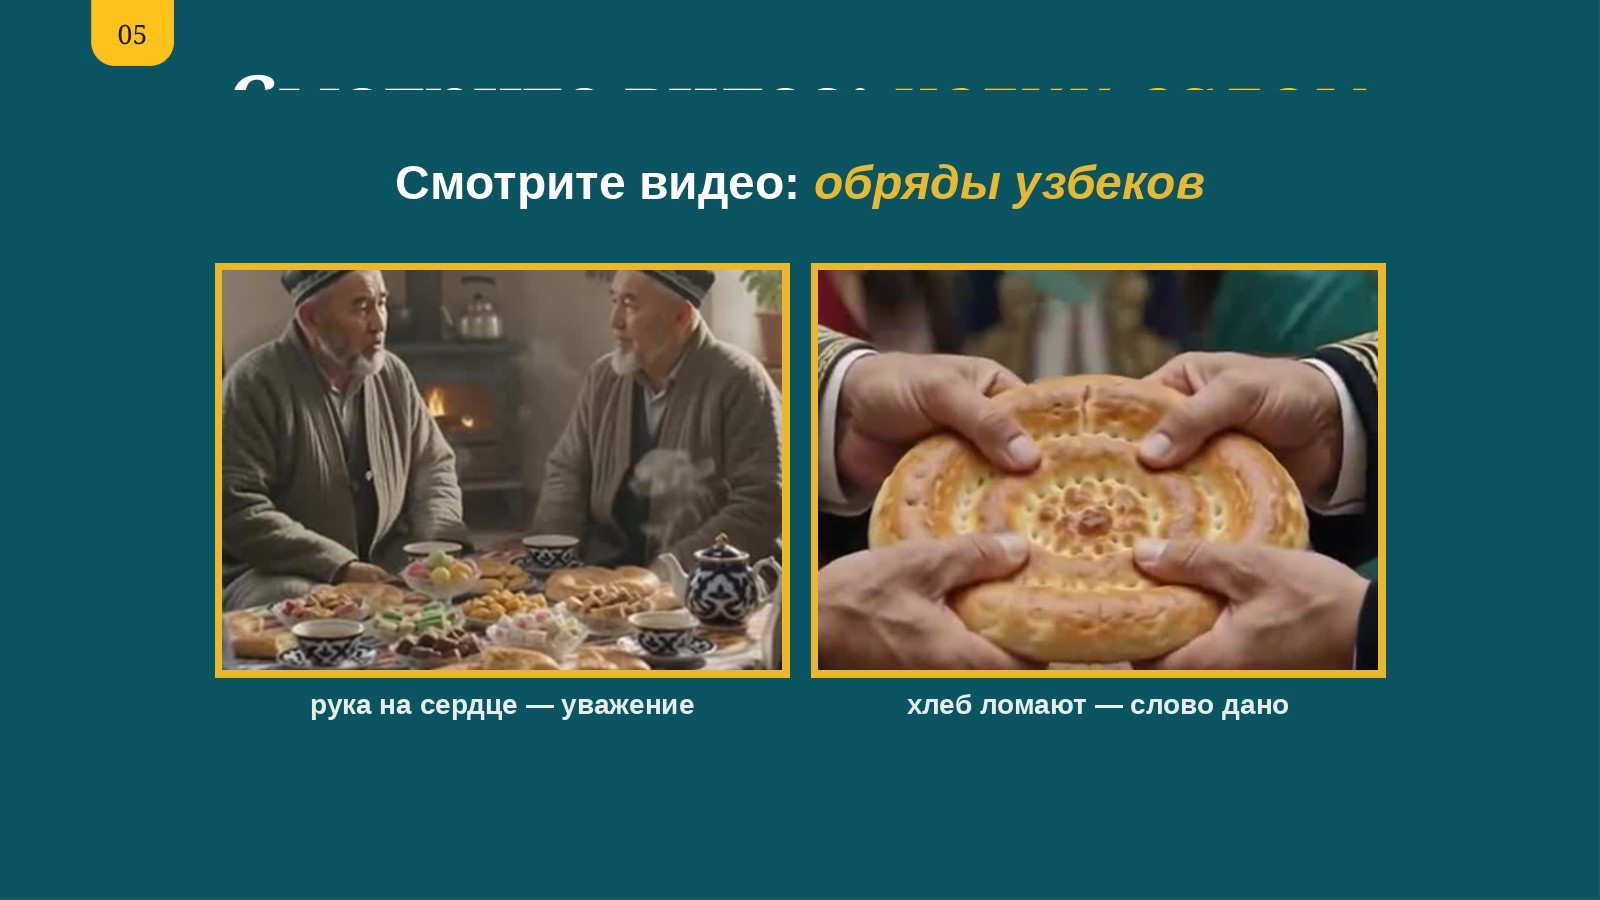 05
Смотрите видео: обряды узбеков
рука на сердце — уважение
хлеб ломают — слово дано